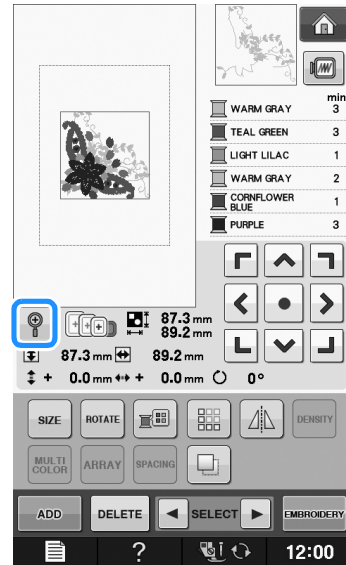 min
WARM GRAY 3
TEAL GREEN 3
LIGHT LILAC 1
WARM GRAY 2
CORNFLOWER
BLUE 1
PURPLE 3
87.3 mm
89.2 mm
87.3 mm 89.2 mm
+ 0.0 mm + 0.0 mm 0°
SIZE ROTATE DENSITY
MULTI
COLOR ARRAY SPACING
ADD DELETE SELECT EMBROIDERY
? 12:00